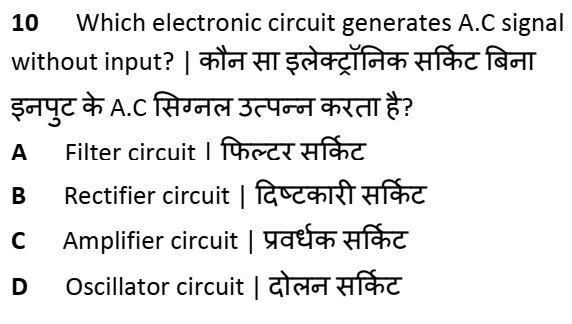 10 Which electronic circuit generates A.C signal
without input? | कौन सा इलेक्ट्रॉनिक सर्किट बिना
इनपुट के A.C सिग्नल उत्पन्न करता है?
A Filter circuit | फिल्टर सर्किट
B Rectifier circuit | दिष्टकारी सर्किट
C Amplifier circuit | प्रवर्धक सर्किट
D Oscillator circuit | दोलन सर्किट